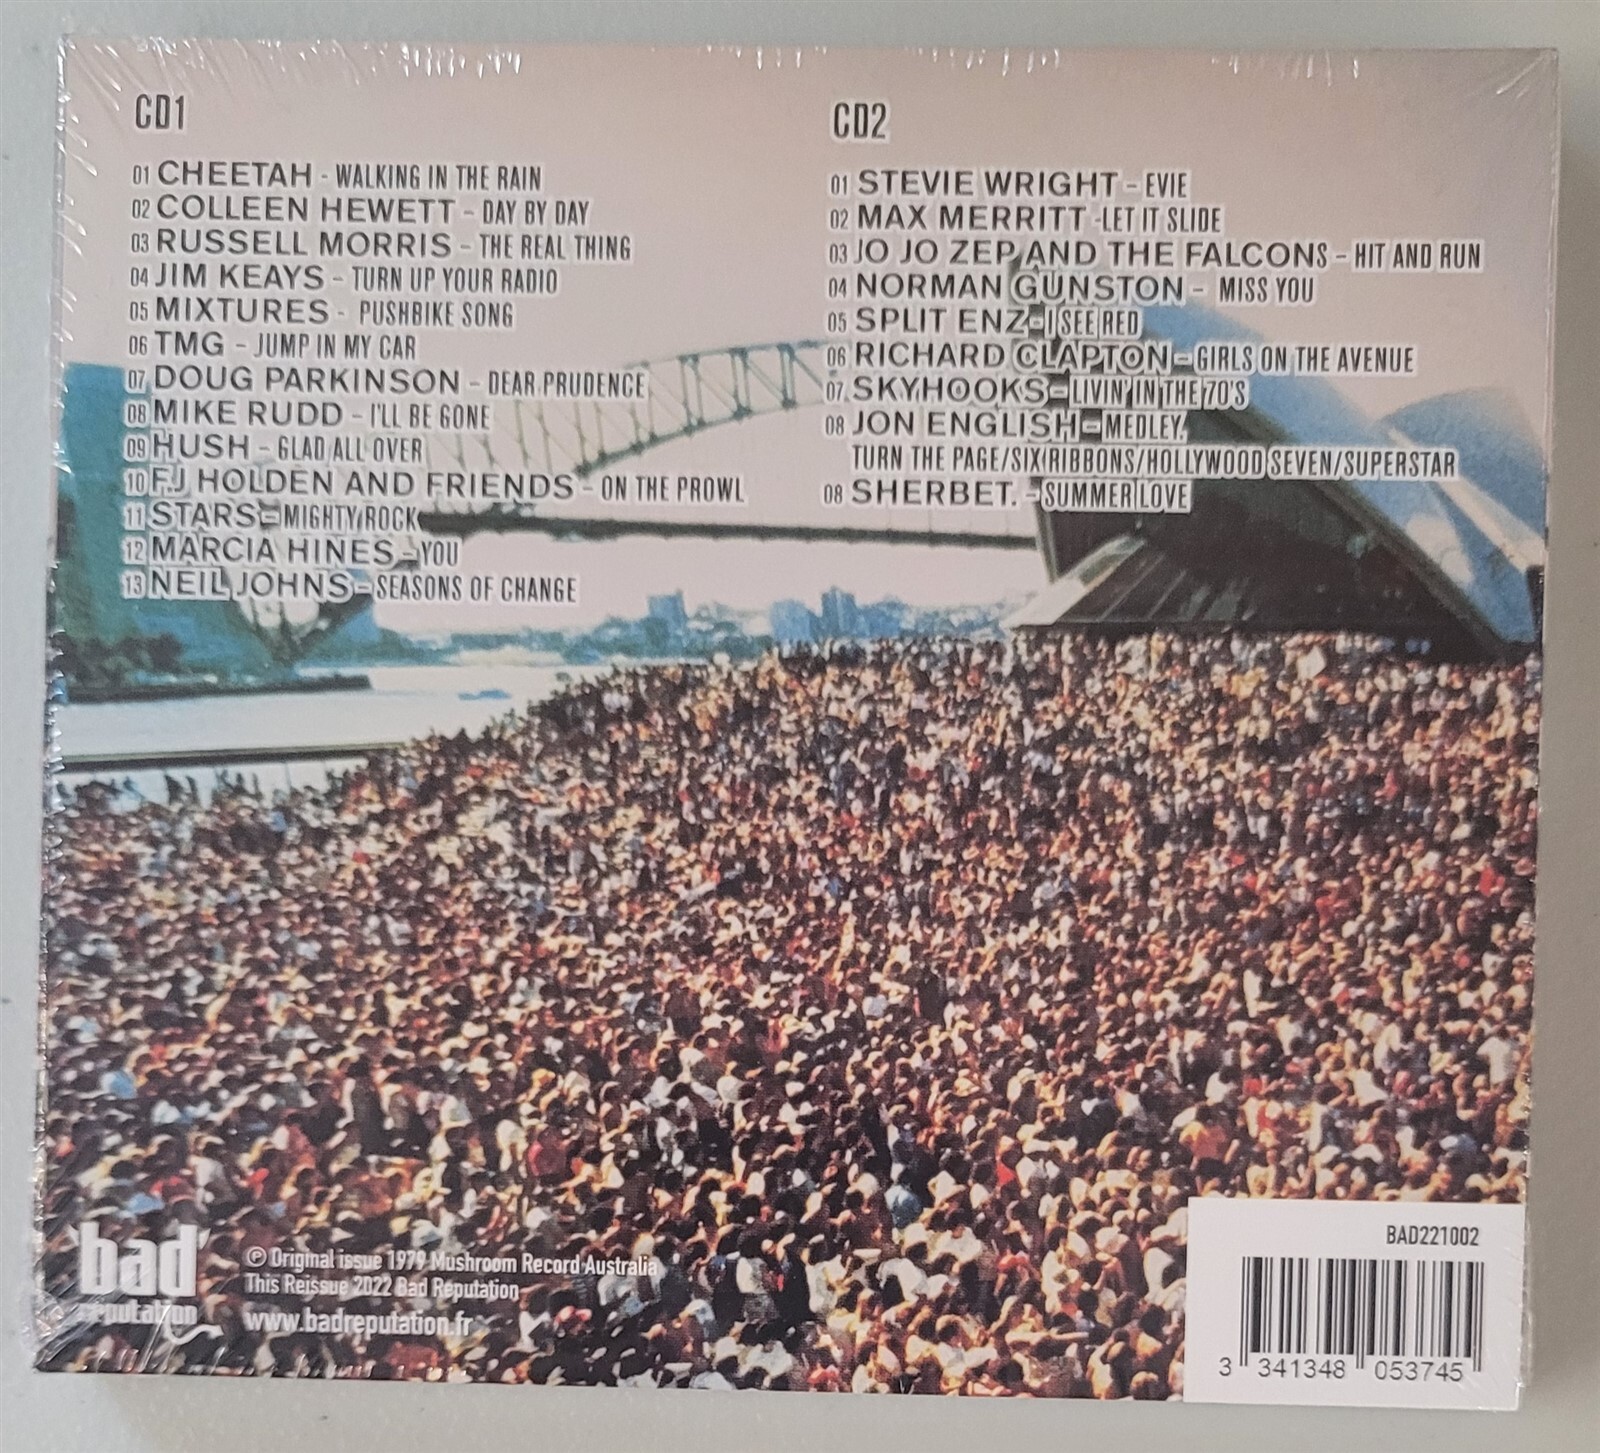 CD1
01 CHEETAH - WALKING IN THE RAIN
02 COLLEEN HEWETT - DAY BY DAY
03 RUSSELL MORRIS - THE REAL THING
04 JIM KEAYS - TURN UP YOUR RADIO
05 MIXTURES - PUSHBIKE SONG
06 TMG - JUMP IN MY CAR
07 DOUG PARKINSON - DEAR PRUDENCE
08 MIKE RUDD - I'LL BE GONE
09 HUSH - GLAD ALL OVER
10 FJ HOLDEN AND FRIENDS - ON THE PROWL
11 STARS - MIGHTY ROCK
12 MARCIA HINES - YOU
13 NEIL JOHNS - SEASONS OF CHANGE
CD2
01 STEVIE WRIGHT - EVIE
02 MAX MERRITT -LET IT SLIDE
03 JO JO ZEP AND THE FALCONS - HIT AND RUN
04 NORMAN GUNSTON - MISS YOU
05 SPLIT ENZ - I SEE RED
06 RICHARD CLAPTON - GIRLS ON THE AVENUE
07 SKYHOOKS - LIVIN' IN THE 70'S
08 JON ENGLISH - MEDLEY.
TURN THE PAGE/SIX RIBBONS/HOLLYWOOD SEVEN/SUPERSTAR
08 SHERBET. - SUMMER LOVE
bad
reputation
℗ Original issue 1979 Mushroom Record Australia
This Reissue 2022 Bad Reputation
www.badreputation.fr
BAD221002
3 341348 053745